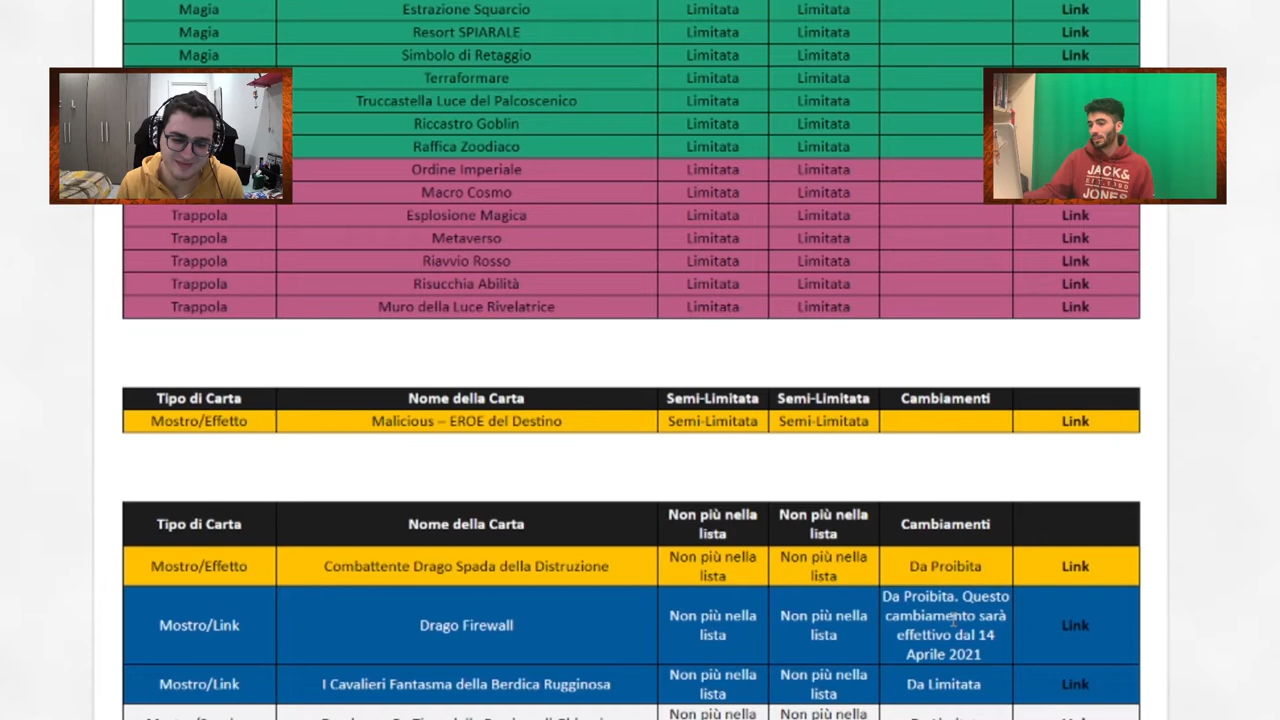 Magia Estrazione Squarcio Limitata Limitata Link
Magia Resort SPIARALE Limitata Limitata Link
Magia Simbolo di Retaggio Limitata Limitata Link
Terraformare Limitata Limitata
Truccastella Luce del Palcoscenico Limitata Limitata
Riccastro Goblin Limitata Limitata
Raffica Zoodiaco Limitata Limitata
Ordine Imperiale Limitata Limitata
Macro Cosmo Limitata Limitata
JACK&
JONES
Trappola Esplosione Magica Limitata Limitata Link
Trappola Metaverso Limitata Limitata Link
Trappola Riavvio Rosso Limitata Limitata Link
Trappola Risucchia Abilità Limitata Limitata Link
Trappola Muro della Luce Rivelatrice Limitata Limitata Link
Tipo di Carta Nome della Carta Semi-Limitata Semi-Limitata Cambiamenti
Mostro/Effetto Malicious – EROE del Destino Semi-Limitata Semi-Limitata Link
Tipo di Carta Nome della Carta Non più nella lista Non più nella lista Cambiamenti
Mostro/Effetto Combattente Drago Spada della Distruzione Non più nella lista Non più nella lista Da Proibita Link
Mostro/Link Drago Firewall Non più nella lista Non più nella lista Da Proibita. Questo cambiamento sarà effettivo dal 14 Aprile 2021 Link
Mostro/Link I Cavalieri Fantasma della Berdica Rugginosa Non più nella lista Non più nella lista Da Limitata Link
Non più nella Non più nella